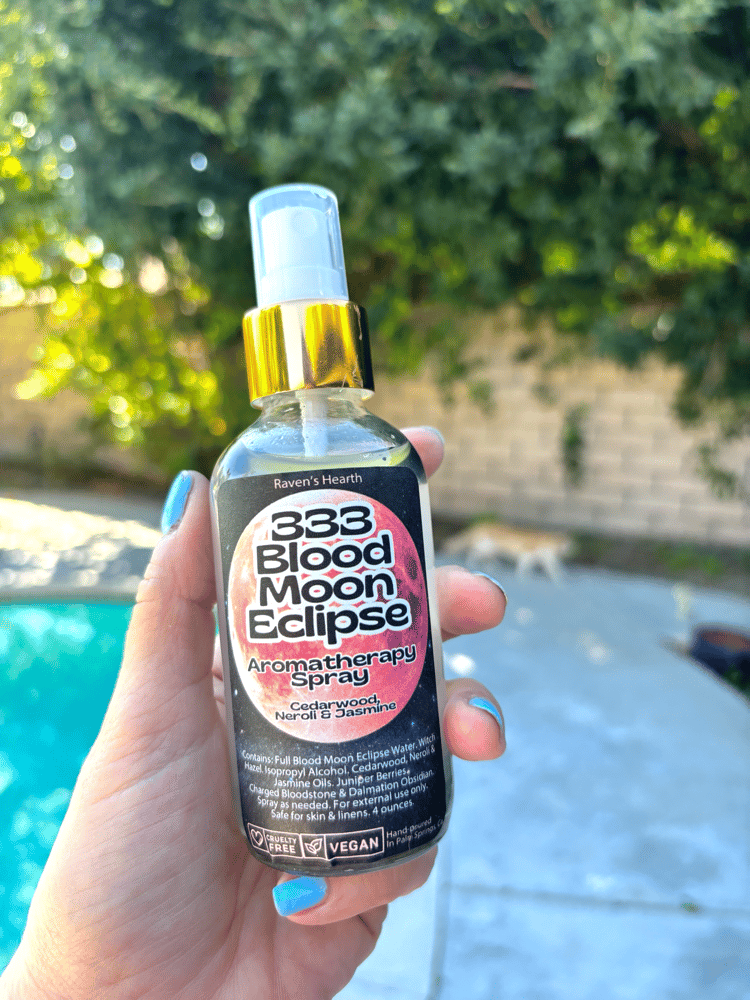 Raven's Hearth
333
Blood
Moon
Eclipse
Aromatherapy
Spray
Cedarwood,
Neroli & Jasmine
Contains: Full Blood Moon Eclipse Water, Witch
Hazel, Isopropyl Alcohol, Cedarwood, Neroli &
Jasmine Oils. Juniper Berries,
Charged Bloodstone & Dalmation Obsidian.
Spray as needed. For external use only.
Safe for skin & linens. 4 ounces.
CRUELTY
FREE
VEGAN
Hand-poured
In Palm Springs,